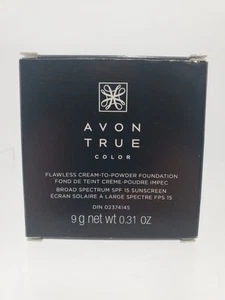 AVON
TRUE
COLOR
FLAWLESS CREAM-TO-POWDER FOUNDATION
FOND DE TEINT CRÈME-POUDRE IMPEC
BROAD SPECTRUM SPF 15 SUNSCREEN
ÉCRAN SOLAIRE À LARGE SPECTRE FPS 15
DIN 02374145
9 g net wt 0.31 OZ